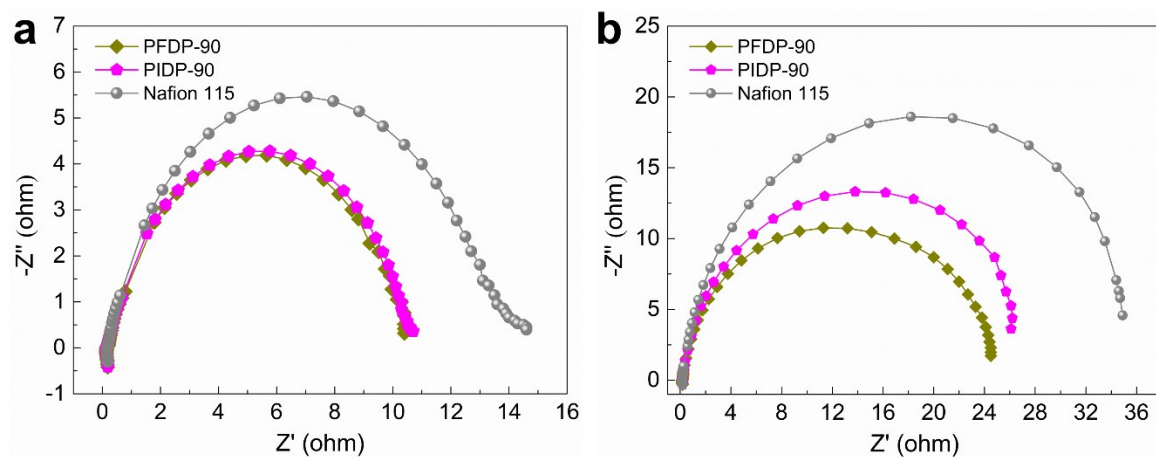 a
PFDP-90
PIDP-90
Nafion 115
7
6
5
4
3
2
1
0
-1
-Z" (ohm)
0 2 4 6 8 10 12 14 16
Z' (ohm)
b
PFDP-90
PIDP-90
Nafion 115
25
20
15
10
5
0
-Z" (ohm)
0 4 8 12 16 20 24 28 32 36
Z' (ohm)